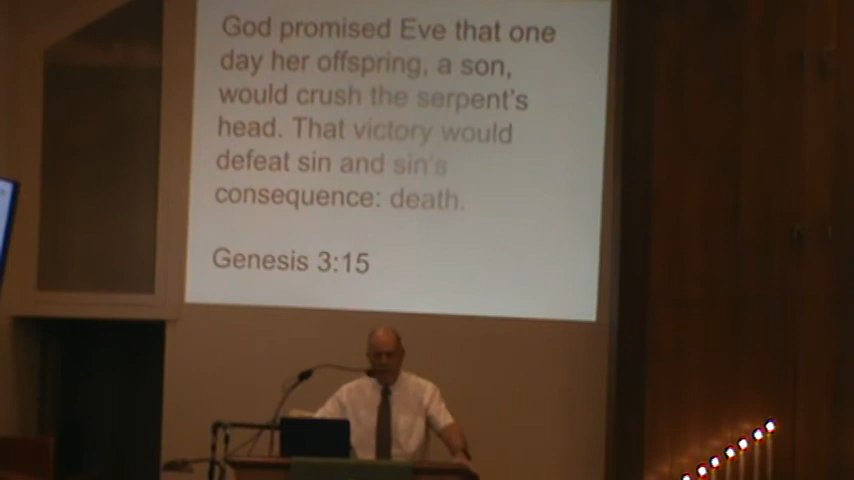 God promised Eve that one
day her offspring, a son,
would crush the serpent's
head. That victory would
defeat sin and sin's
consequence: death.
Genesis 3:15